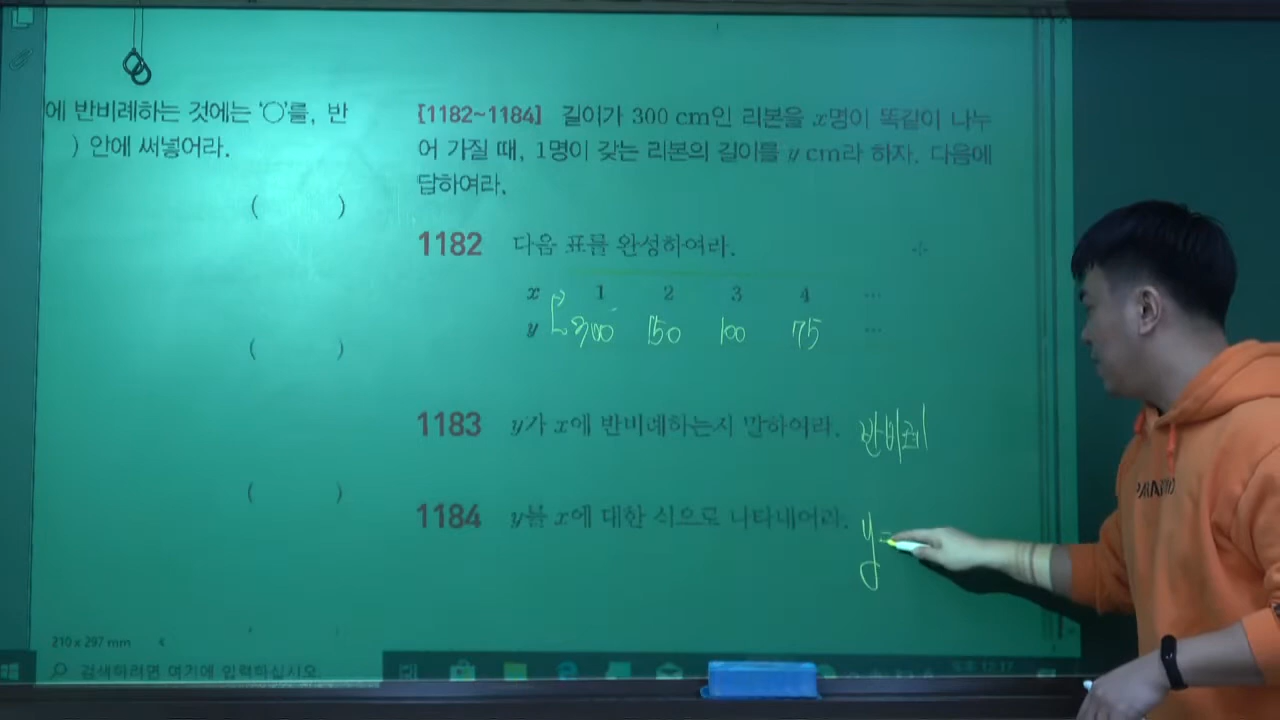 에 반비례하는 것에는 '○'를, 반
) 안에 써넣어라.
( )
( )
( )
[1182~1184] 길이가 300 cm인 리본을 x명이 똑같이 나누
어 가질 때, 1명이 갖는 리본의 길이를 y cm라 하자. 다음에
답하여라.
1182 다음 표를 완성하여라.
x 1 2 3 4 ⋯
y 300 150 100 75 ⋯
1183 y가 x에 반비례하는지 말하여라. 반비례
1184 y를 x에 대한 식으로 나타내어라. y=
210 x 297 mm
검색하려면 여기에 입력하십시오